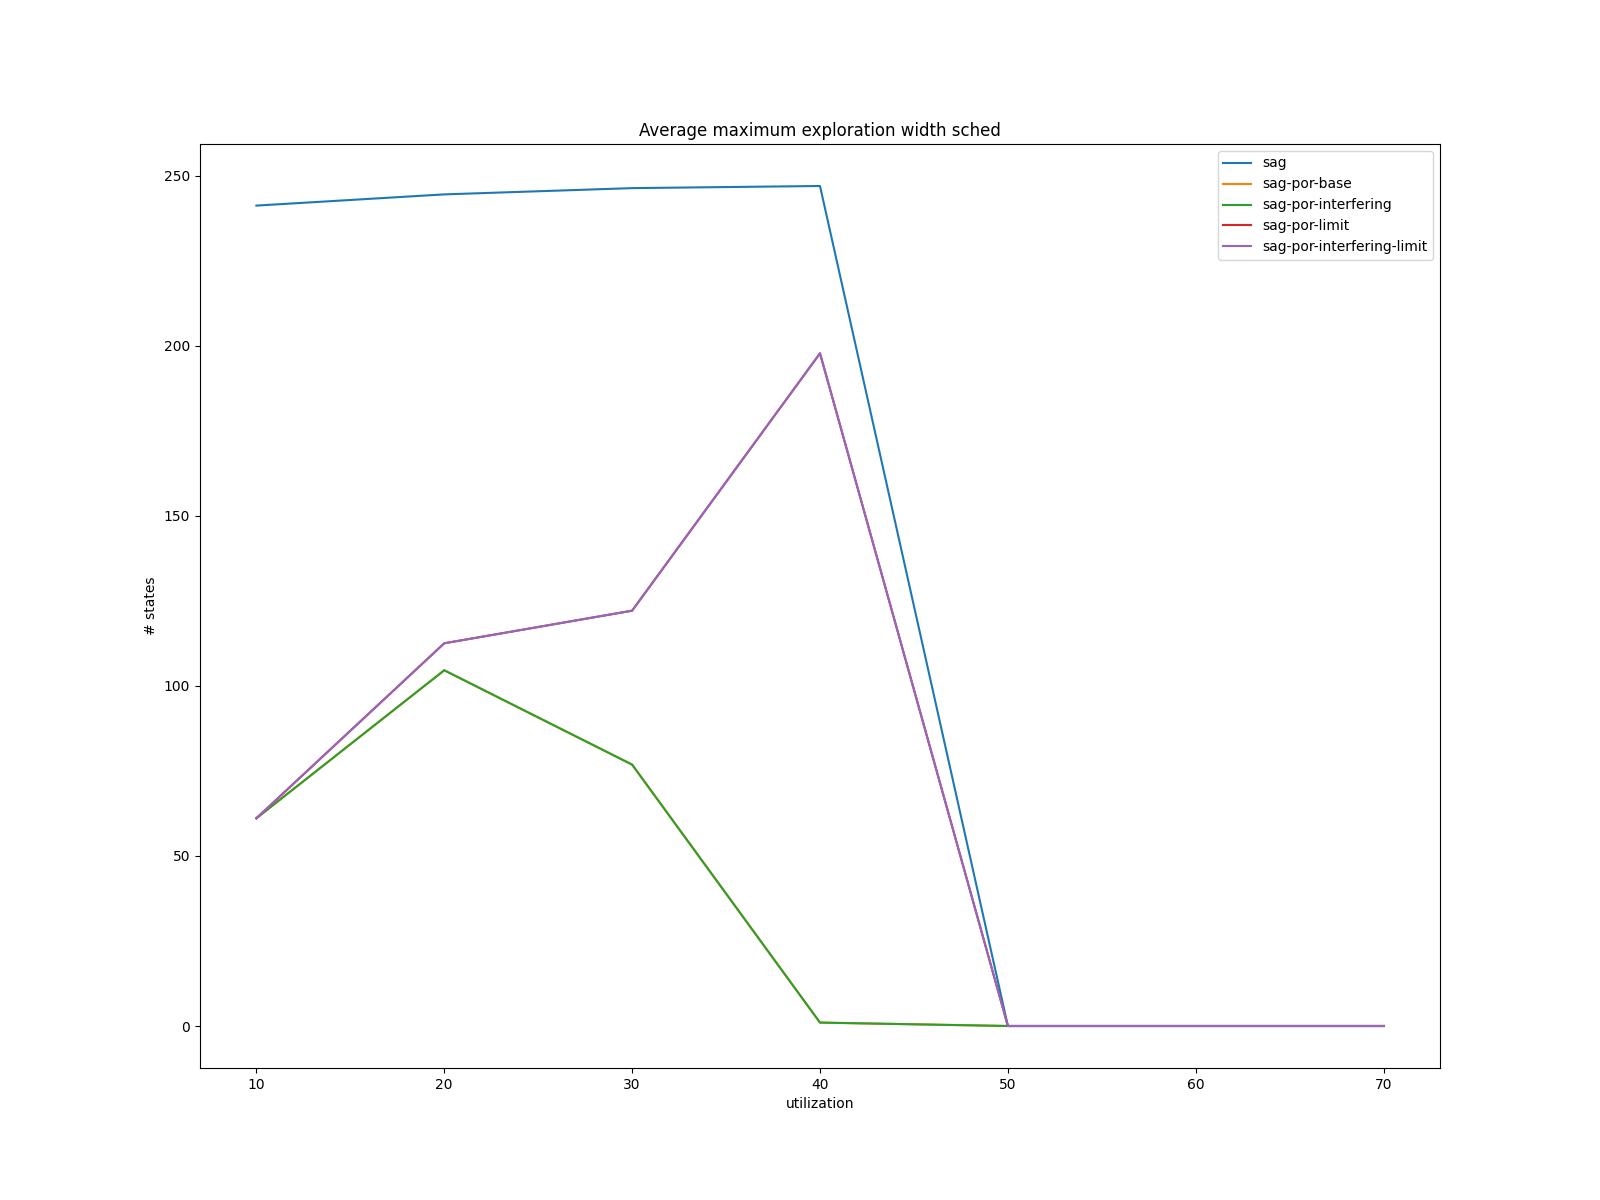 Average maximum exploration width sched
sag
sag-por-base
sag-por-interfering
sag-por-limit
sag-por-interfering-limit
250
200
150
100
50
0
# states
10 20 30 40 50 60 70
utilization